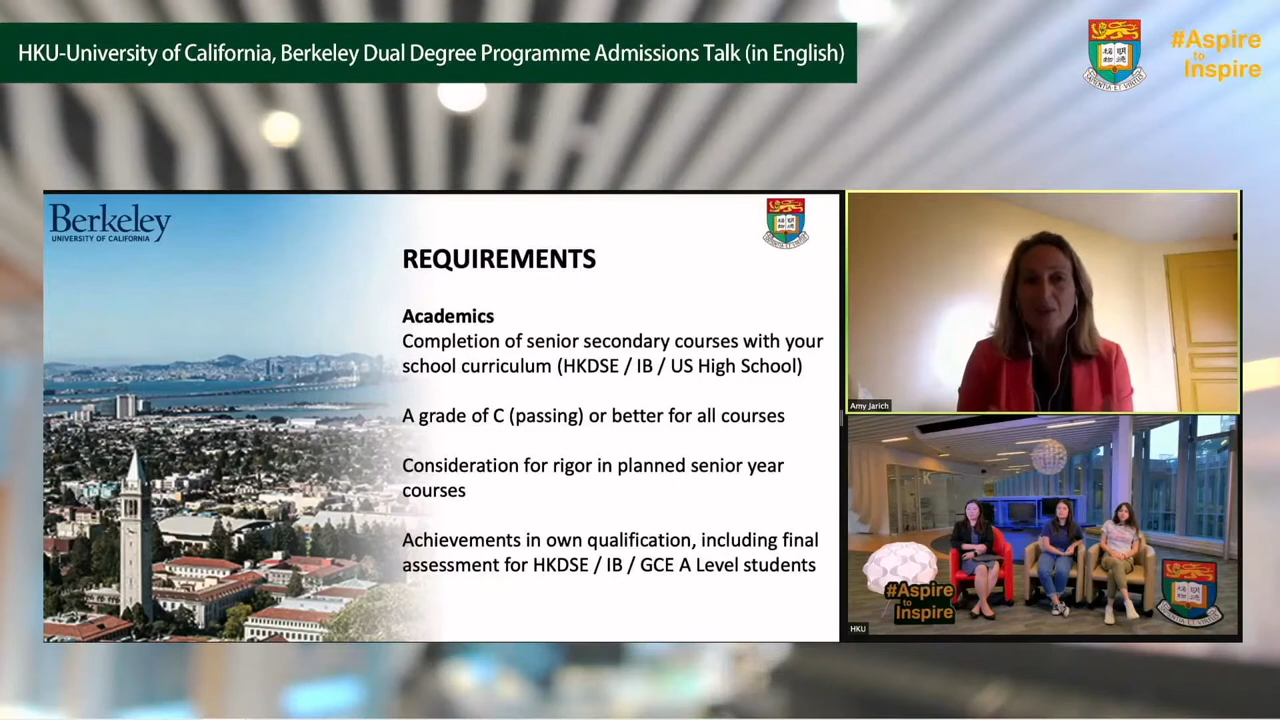 HKU-University of California, Berkeley Dual Degree Programme Admissions Talk (in English)
#Aspire
to
Inspire
Berkeley
UNIVERSITY OF CALIFORNIA
REQUIREMENTS
Academics
Completion of senior secondary courses with your
school curriculum (HKDSE / IB / US High School)
A grade of C (passing) or better for all courses
Consideration for rigor in planned senior year
courses
Achievements in own qualification, including final
assessment for HKDSE / IB / GCE A Level students
Amy Jarich
K
#Aspire
to
Inspire
HKU